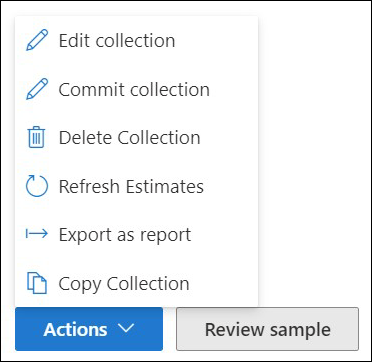 Edit collection
Commit collection
Delete Collection
Refresh Estimates
Export as report
Copy Collection
Actions
Review sample